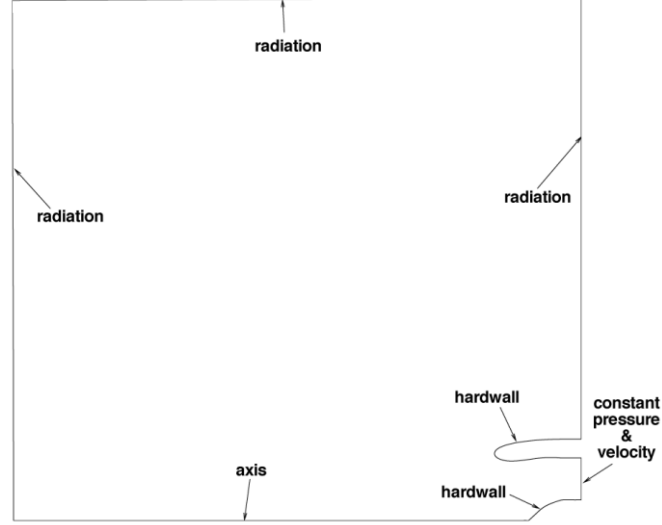 radiation
radiation
radiation
hardwall
constant
pressure
&
velocity
axis
hardwall